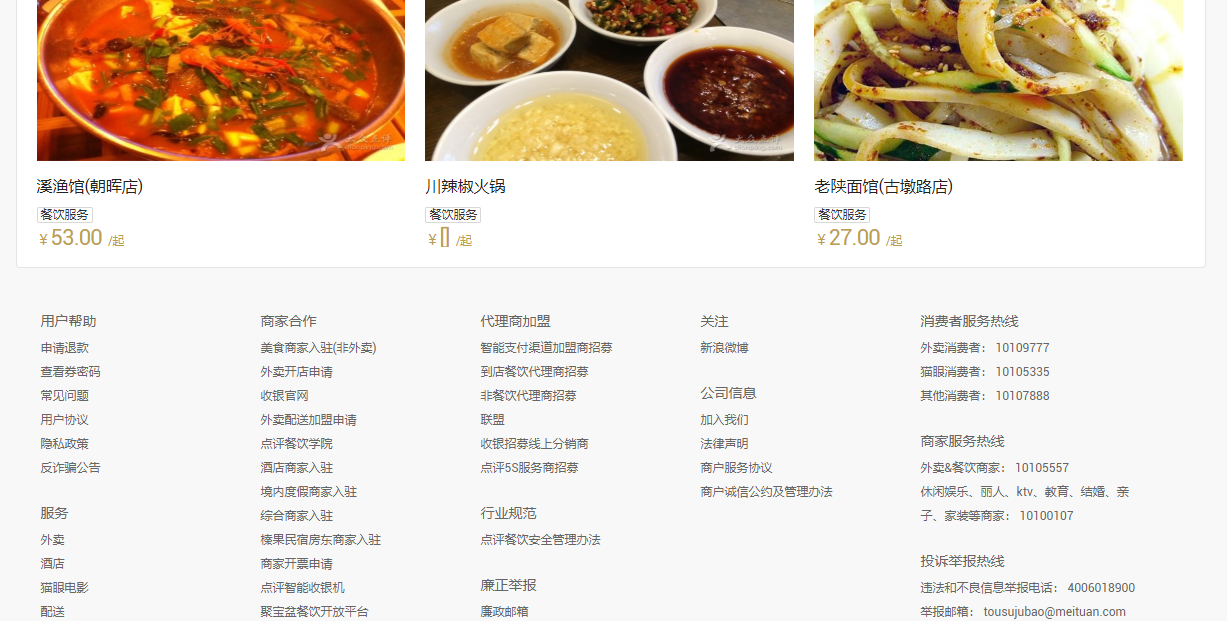 溪渔馆(朝晖店)
川辣椒火锅
老陕面馆(古墩路店)
餐饮服务
餐饮服务
餐饮服务
￥53.00 /起
￥[] /起
￥27.00 /起
用户帮助
申请退款
查看券密码
常见问题
用户协议
隐私政策
反诈骗公告
服务
外卖
酒店
猫眼电影
配送
商家合作
美食商家入驻(非外卖)
外卖开店申请
收银官网
外卖配送加盟申请
点评餐饮学院
酒店商家入驻
境内度假商家入驻
综合商家入驻
榛果民宿房东商家入驻
商家开票申请
点评智能收银机
聚宝盆餐饮开放平台
代理商加盟
智能支付渠道加盟商招募
到店餐饮代理商招募
非餐饮代理商招募
联盟
收银招募线上分销商
点评5S服务商招募
行业规范
点评餐饮安全管理办法
廉正举报
廉政邮箱
关注
新浪微博
公司信息
加入我们
法律声明
商户服务协议
商户诚信公约及管理办法
消费者服务热线
外卖消费者： 10109777
猫眼消费者： 10105335
其他消费者： 10107888
商家服务热线
外卖&餐饮商家： 10105557
休闲娱乐、丽人、ktv、教育、结婚、亲
子、家装等商家： 10100107
投诉举报热线
违法和不良信息举报电话： 4006018900
举报邮箱： tousujubao@meituan.com